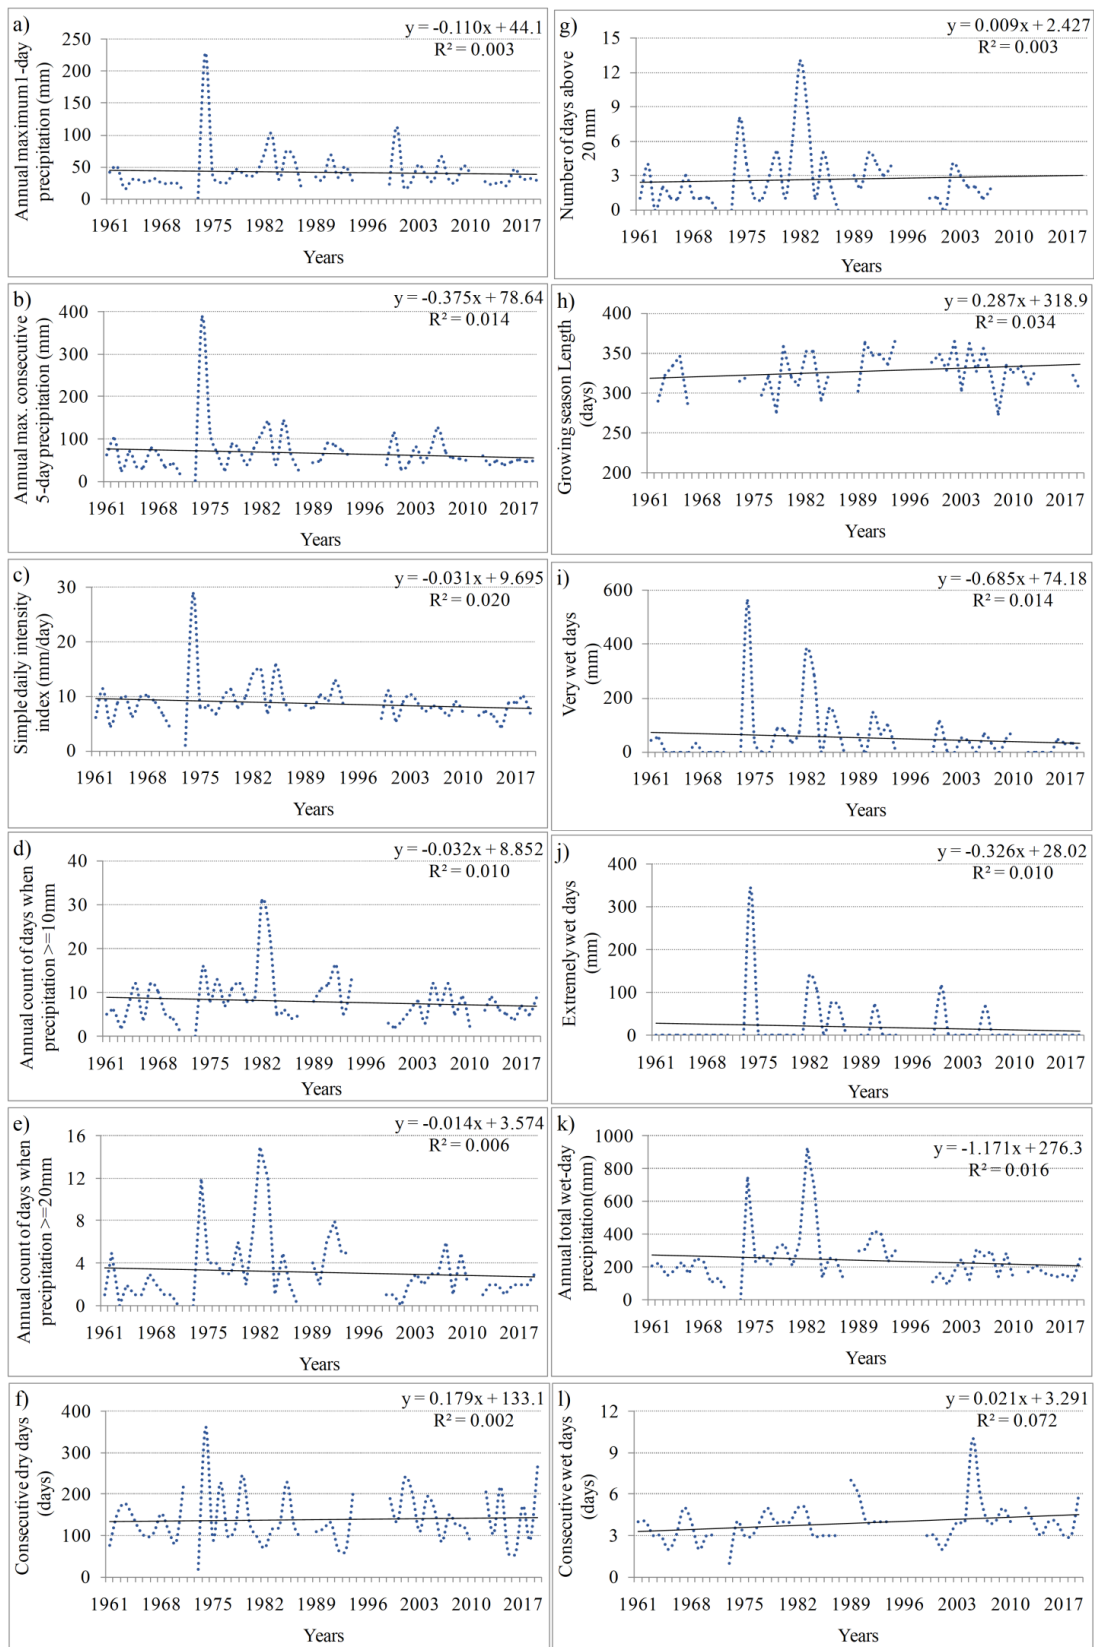 a)
y = -0.110x + 44.1
R² = 0.003
Annual maximum1-day
precipitation (mm)
250
200
150
100
50
0
1961 1968 1975 1982 1989 1996 2003 2010 2017
Years
g)
y = 0.009x + 2.427
R² = 0.003
Number of days above
20 mm
15
12
9
6
3
0
1961 1968 1975 1982 1989 1996 2003 2010 2017
Years
b)
y = -0.375x + 78.64
R² = 0.014
Annual max. consecutive
5-day precipitation (mm)
400
300
200
100
0
1961 1968 1975 1982 1989 1996 2003 2010 2017
Years
h)
y = 0.287x + 318.9
R² = 0.034
Growing season Length
(days)
400
350
300
250
200
1961 1968 1975 1982 1989 1996 2003 2010 2017
Years
c)
y = -0.031x + 9.695
R² = 0.020
Simple daily intensity
index (mm/day)
30
20
10
0
1961 1968 1975 1982 1989 1996 2003 2010 2017
Years
i)
y = -0.685x + 74.18
R² = 0.014
Very wet days
(mm)
600
400
200
0
1961 1968 1975 1982 1989 1996 2003 2010 2017
Years
d)
y = -0.032x + 8.852
R² = 0.010
Annual count of days when
precipitation >=10mm
40
30
20
10
0
1961 1968 1975 1982 1989 1996 2003 2010 2017
Years
j)
y = -0.326x + 28.02
R² = 0.010
Extremely wet days
(mm)
400
300
200
100
0
1961 1968 1975 1982 1989 1996 2003 2010 2017
Years
e)
y = -0.014x + 3.574
R² = 0.006
Annual count of days when
precipitation >=20mm
16
12
8
4
0
1961 1968 1975 1982 1989 1996 2003 2010 2017
Years
k)
y = -1.171x + 276.3
R² = 0.016
Annual total wet-day
precipitation(mm)
1000
800
600
400
200
0
1961 1968 1975 1982 1989 1996 2003 2010 2017
Years
f)
y = 0.179x + 133.1
R² = 0.002
Consecutive dry days
(days)
400
300
200
100
0
1961 1968 1975 1982 1989 1996 2003 2010 2017
Years
l)
y = 0.021x + 3.291
R² = 0.072
Consecutive wet days
(days)
12
9
6
3
0
1961 1968 1975 1982 1989 1996 2003 2010 2017
Years